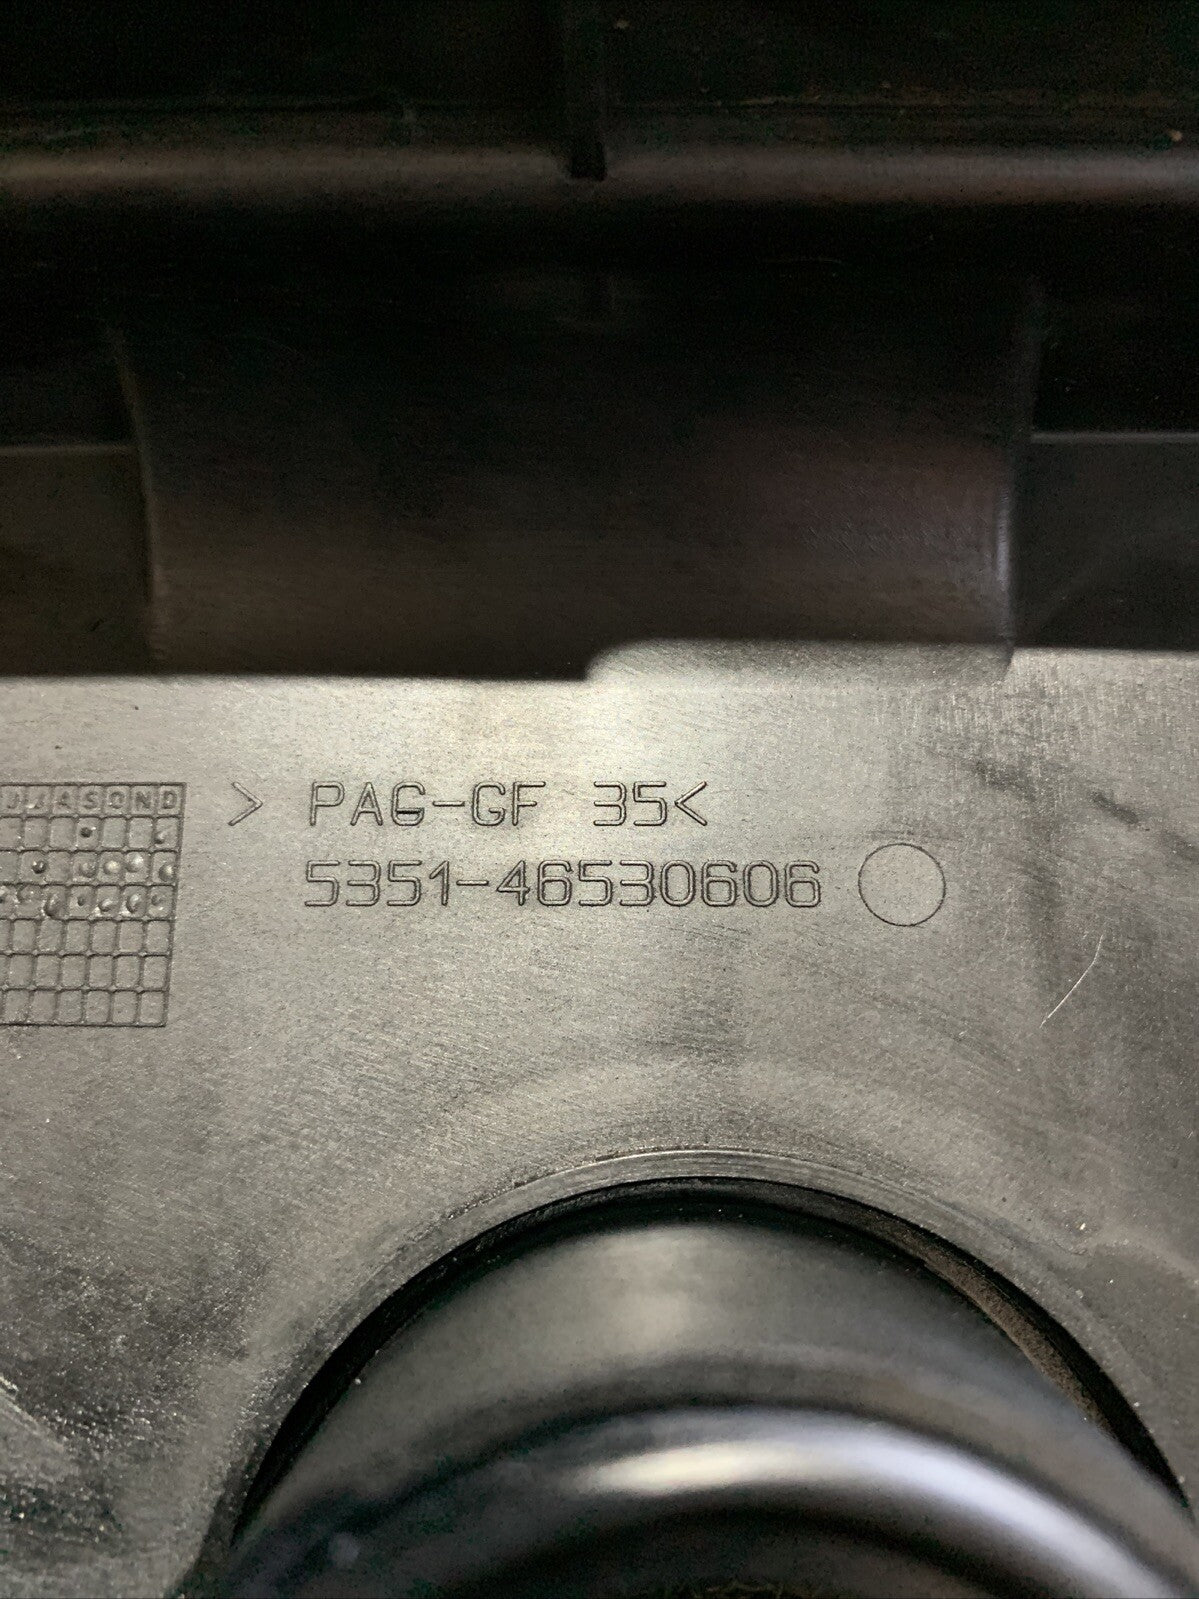 J J A S O N D
> PAG-GF 35<
5351-46530606